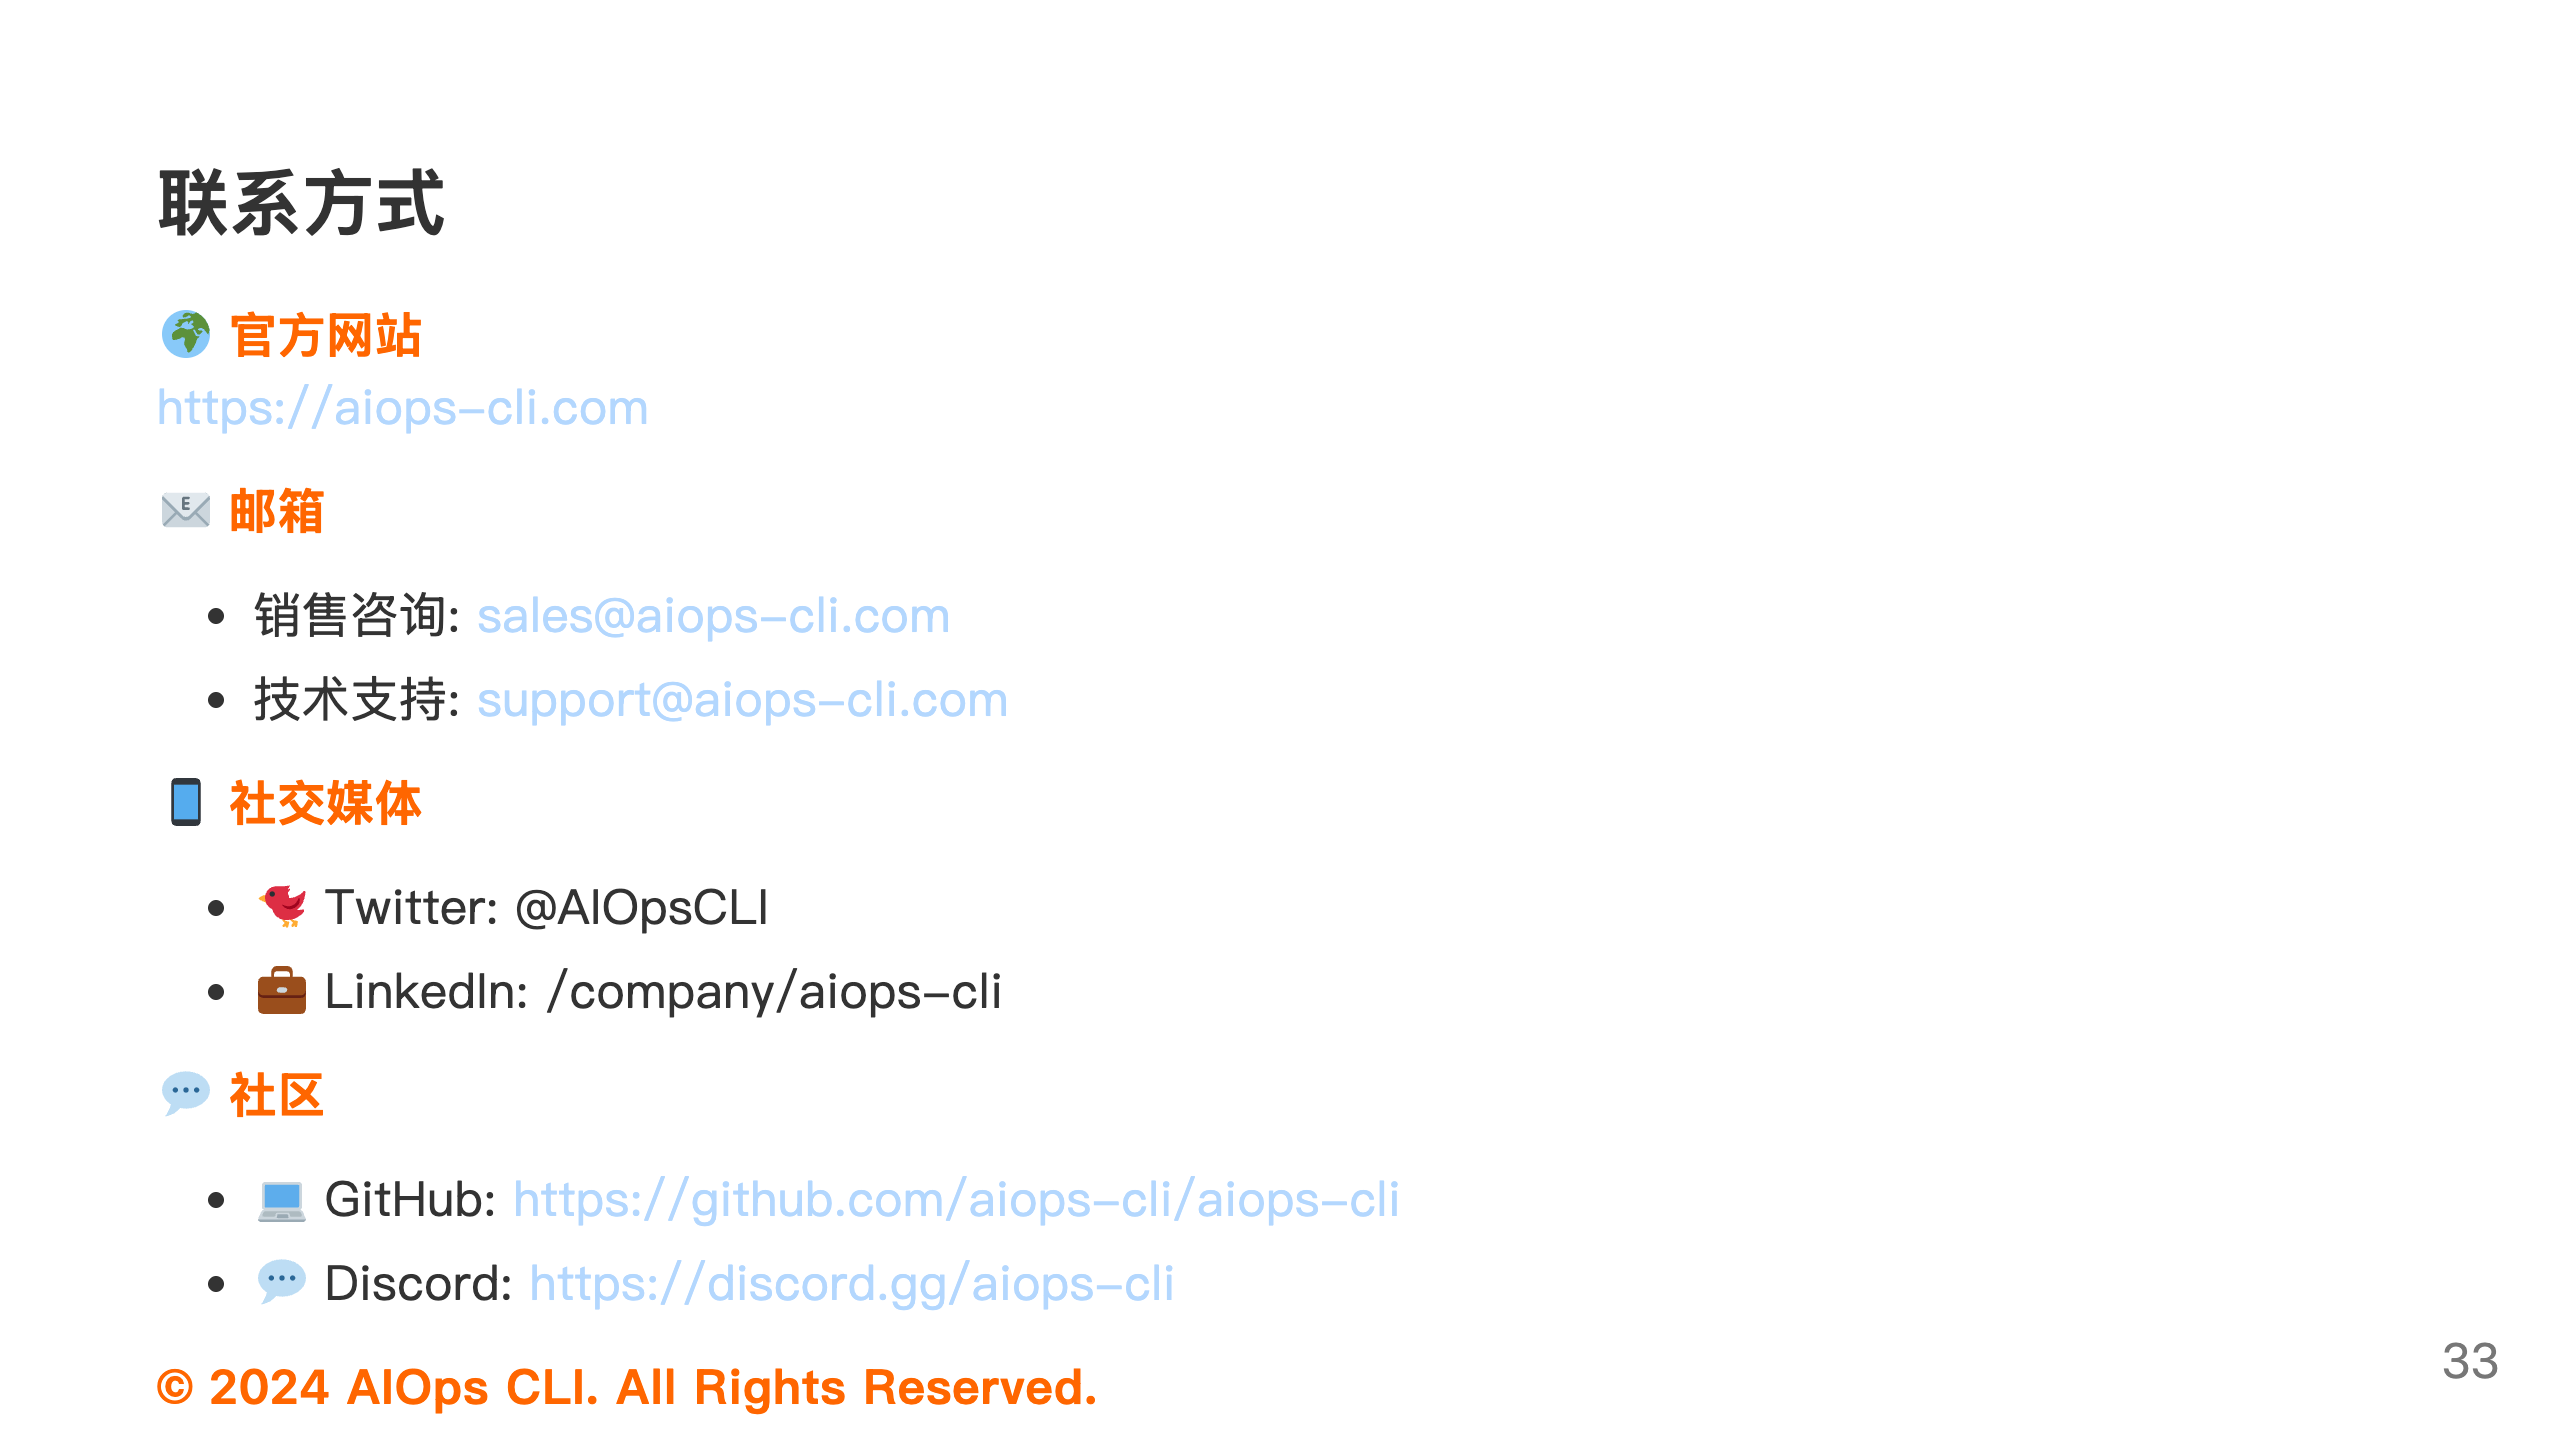 联系方式
🌍 官方网站
https://aiops-cli.com
📧 邮箱
• 销售咨询: sales@aiops-cli.com
• 技术支持: support@aiops-cli.com
📱 社交媒体
• 🐦 Twitter: @AIOpsCLI
• 💼 LinkedIn: /company/aiops-cli
💬 社区
• 💻 GitHub: https://github.com/aiops-cli/aiops-cli
• 💬 Discord: https://discord.gg/aiops-cli
© 2024 AIOps CLI. All Rights Reserved.
33